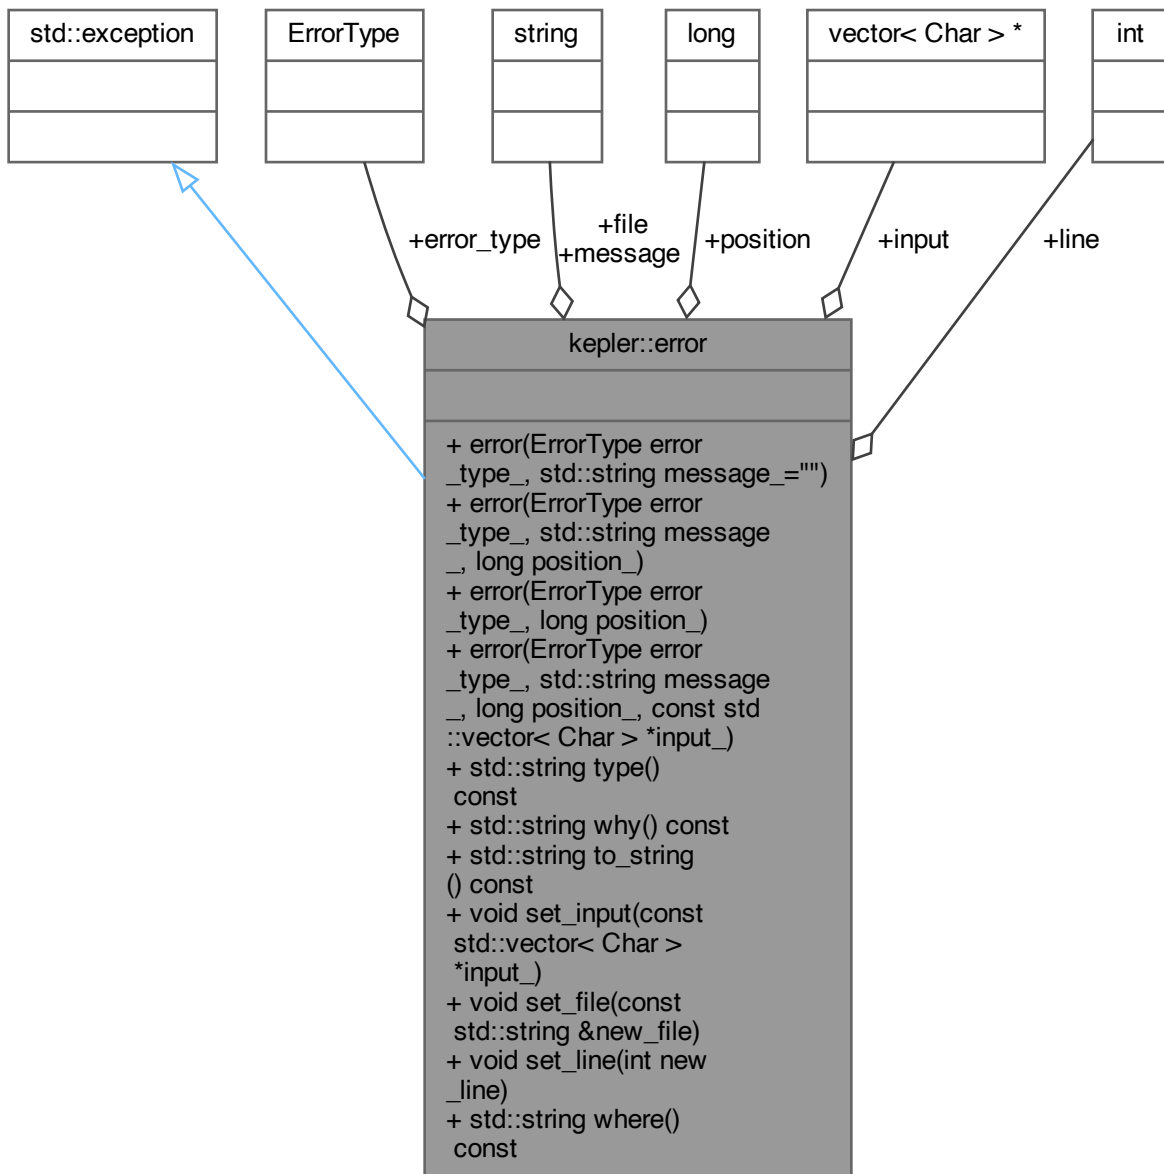 std::exception
ErrorType
string
long
vector< Char > *
int
+error_type
+file
+message
+position
+input
+line
kepler::error
+ error(ErrorType error
_type_, std::string message_="")
+ error(ErrorType error
_type_, std::string message
_, long position_)
+ error(ErrorType error
_type_, long position_)
+ error(ErrorType error
_type_, std::string message
_, long position_, const std
::vector< Char > *input_)
+ std::string type()
const
+ std::string why() const
+ std::string to_string
() const
+ void set_input(const
std::vector< Char >
*input_)
+ void set_file(const
std::string &new_file)
+ void set_line(int new
_line)
+ std::string where()
const